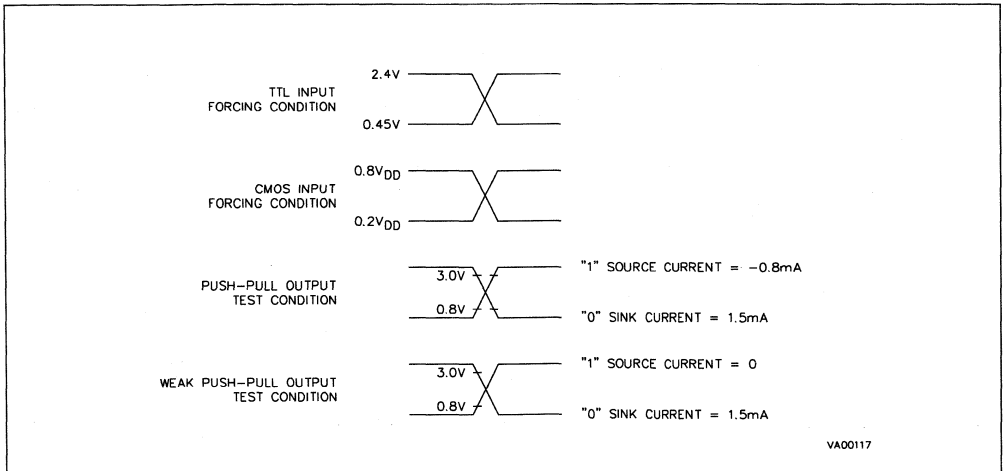 2.4V
TTL INPUT
FORCING CONDITION
0.45V
0.8VDD
CMOS INPUT
FORCING CONDITION
0.2VDD
"1" SOURCE CURRENT = -0.8mA
3.0V
PUSH-PULL OUTPUT
TEST CONDITION
0.8V
"0" SINK CURRENT = 1.5mA
"1" SOURCE CURRENT = 0
3.0V
WEAK PUSH-PULL OUTPUT
TEST CONDITION
0.8V
"0" SINK CURRENT = 1.5mA
VA00117